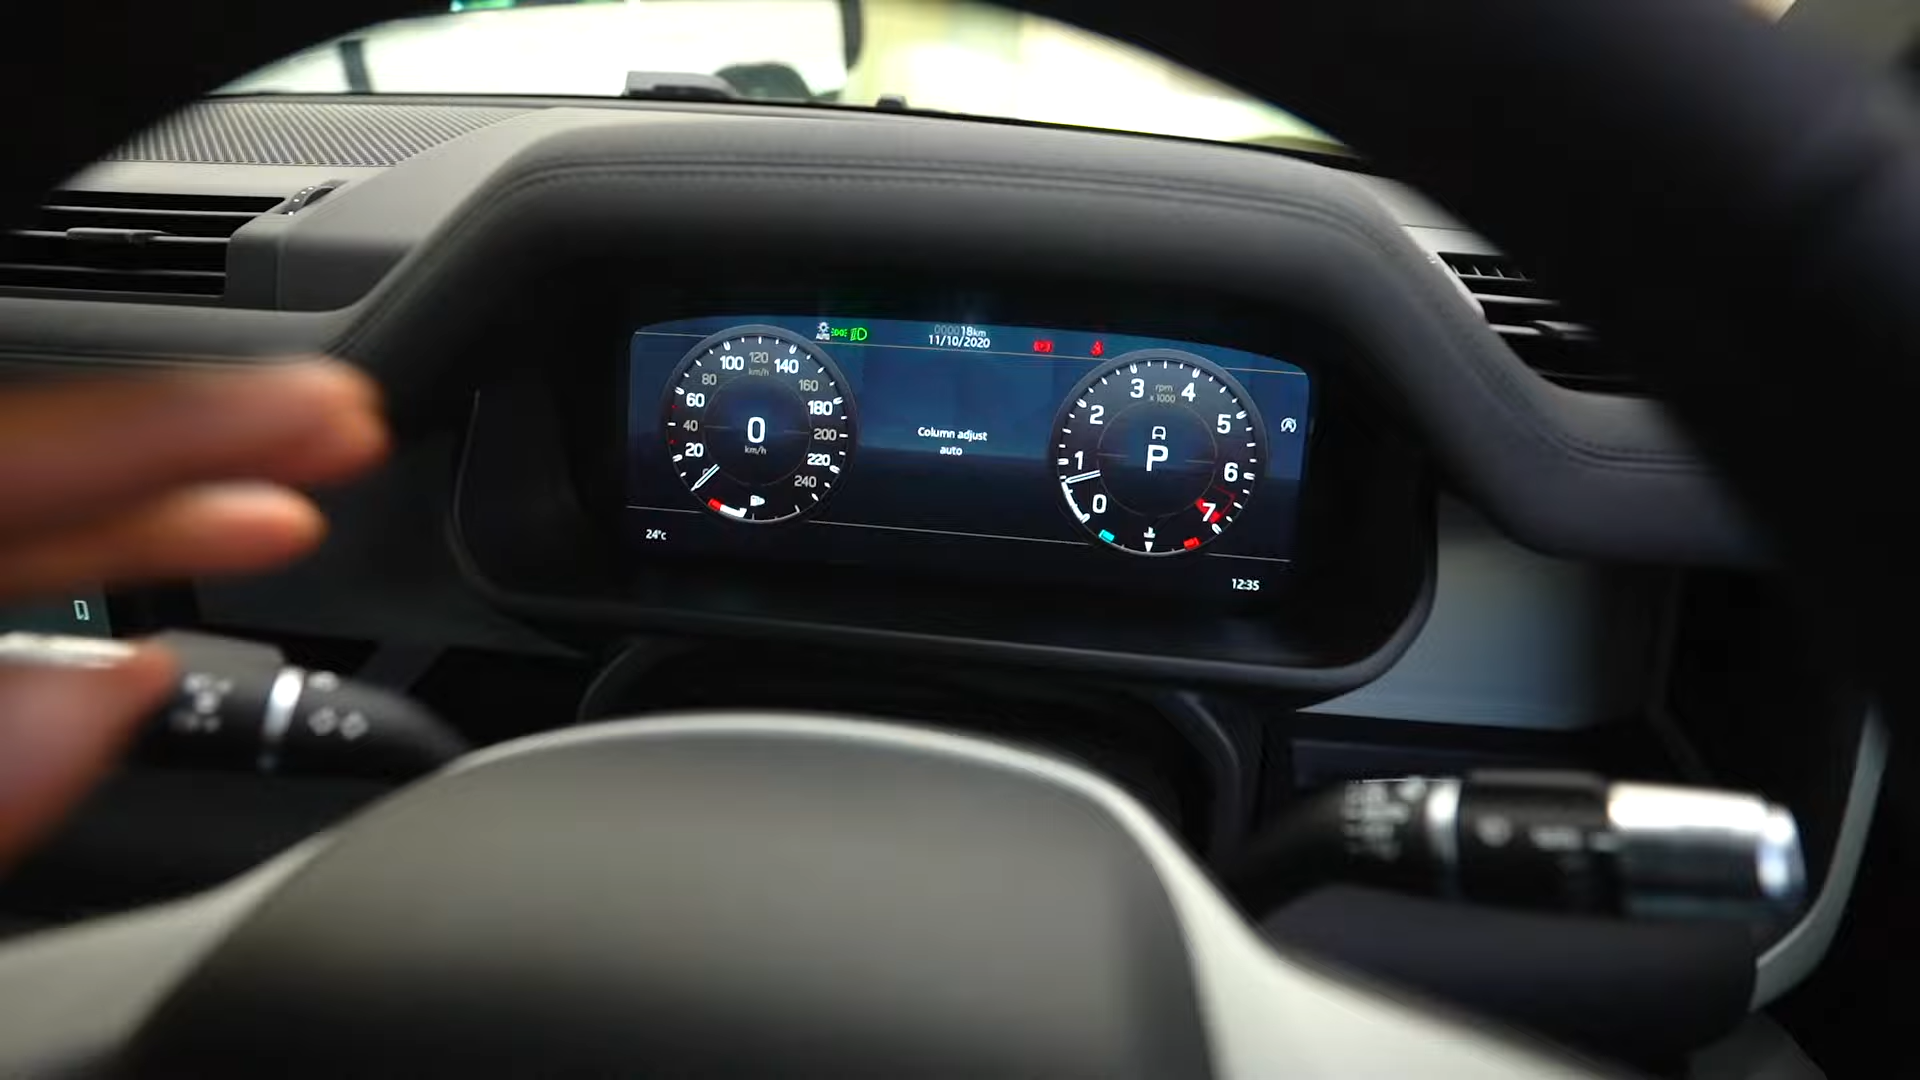 AUTO
000018km
11/10/2020
100 120 140
km/h
80 160
60 180
40 200
20 220
240
0
km/h
Column adjust
auto
3 rpm 4
x 1000
2 5
1 6
0 7
P
24°c
12:35